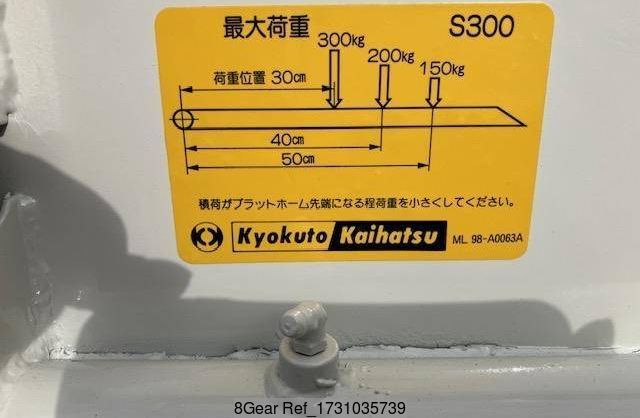 最大荷重 S300
300kg
200kg
150kg
荷重位置 30cm
40cm
50cm
積荷がプラットホーム先端になる程荷重を小さくしてください。
Kyokuto Kaihatsu ML 98-A0063A
8Gear Ref_1731035739